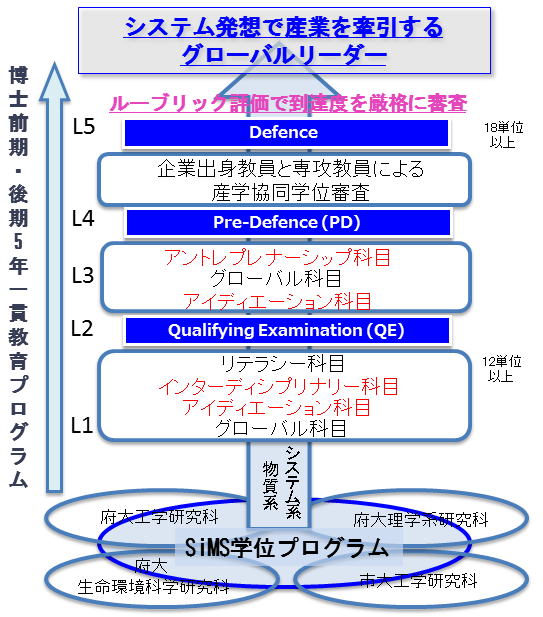 システム発想で産業を牽引する
グローバルリーダー
ルーブリック評価で到達度を厳格に審査
博士前期・後期5年一貫教育プログラム
L5
Defence
18単位
以上
企業出身教員と専攻教員による
産学協同学位審査
L4
Pre-Defence (PD)
アントレプレナーシップ科目
L3
グローバル科目
アイディエーション科目
L2
Qualifying Examination (QE)
リテラシー科目
12単位
以上
インターディシプリナリー科目
アイディエーション科目
L1
グローバル科目
システム系
物質系
府大工学研究科
府大理学系研究科
SiMS学位プログラム
府大
生命環境科学研究科
市大工学研究科